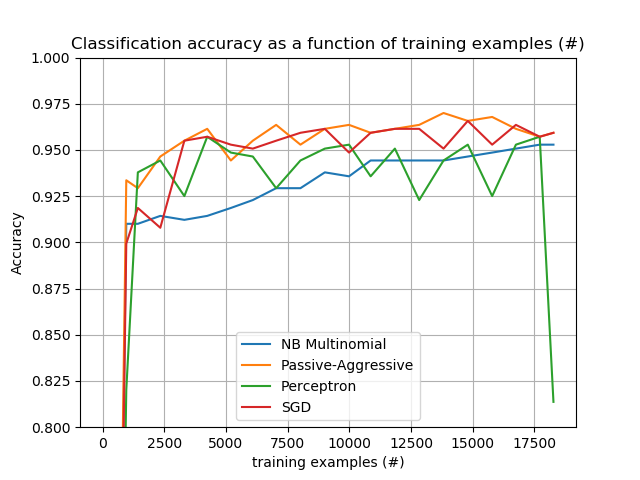 Classification accuracy as a function of training examples (#)
1.000
0.975
0.950
0.925
0.900
0.875
0.850
0.825
0.800
Accuracy
NB Multinomial
Passive-Aggressive
Perceptron
SGD
0 2500 5000 7500 10000 12500 15000 17500
training examples (#)